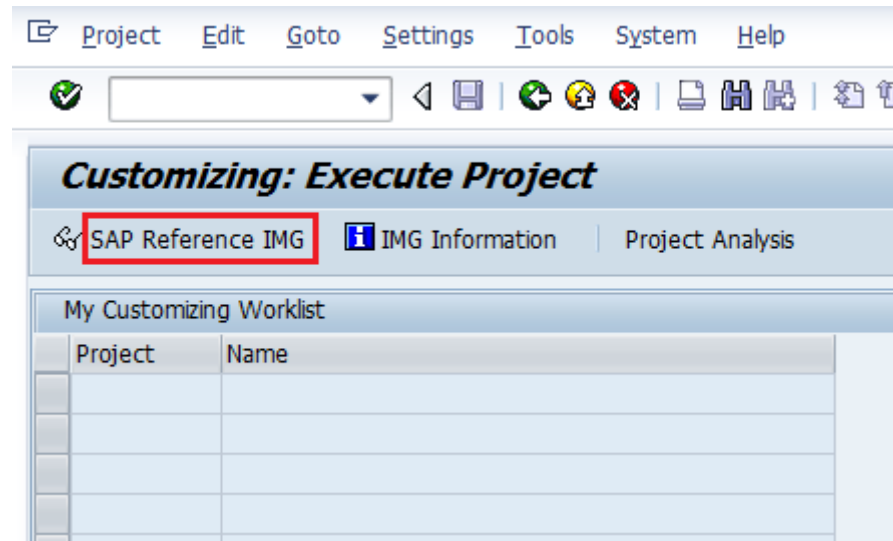 Project Edit Goto Settings Tools System Help
Customizing: Execute Project
SAP Reference IMG IMG Information Project Analysis
My Customizing Worklist
Project Name